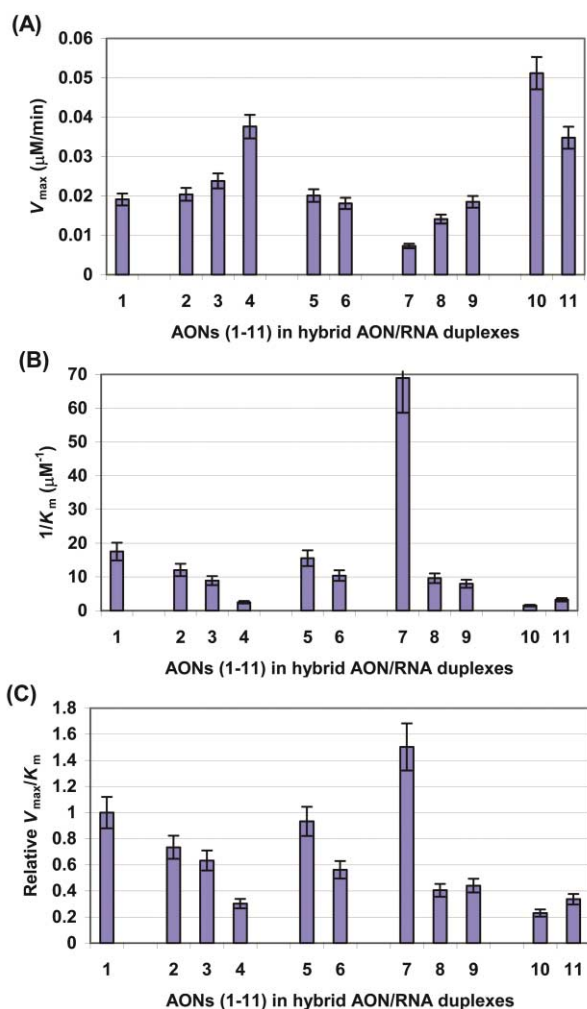 (A)
V max (μM/min)
0.06
0.05
0.04
0.03
0.02
0.01
0
1 2 3 4 5 6 7 8 9 10 11
AONs (1-11) in hybrid AON/RNA duplexes
(B)
1/Km (μM-1)
70
60
50
40
30
20
10
0
1 2 3 4 5 6 7 8 9 10 11
AONs (1-11) in hybrid AON/RNA duplexes
(C)
Relative Vmax/Km
1.8
1.6
1.4
1.2
1
0.8
0.6
0.4
0.2
0
1 2 3 4 5 6 7 8 9 10 11
AONs (1-11) in hybrid AON/RNA duplexes